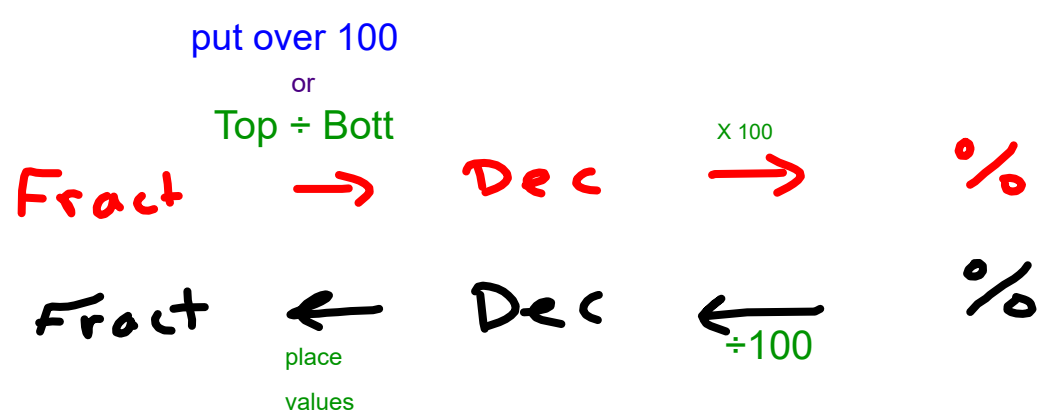 put over 100
or
Top ÷ Bott
X 100
Fract → Dec → %
Fract ← Dec ← %
÷100
place
values